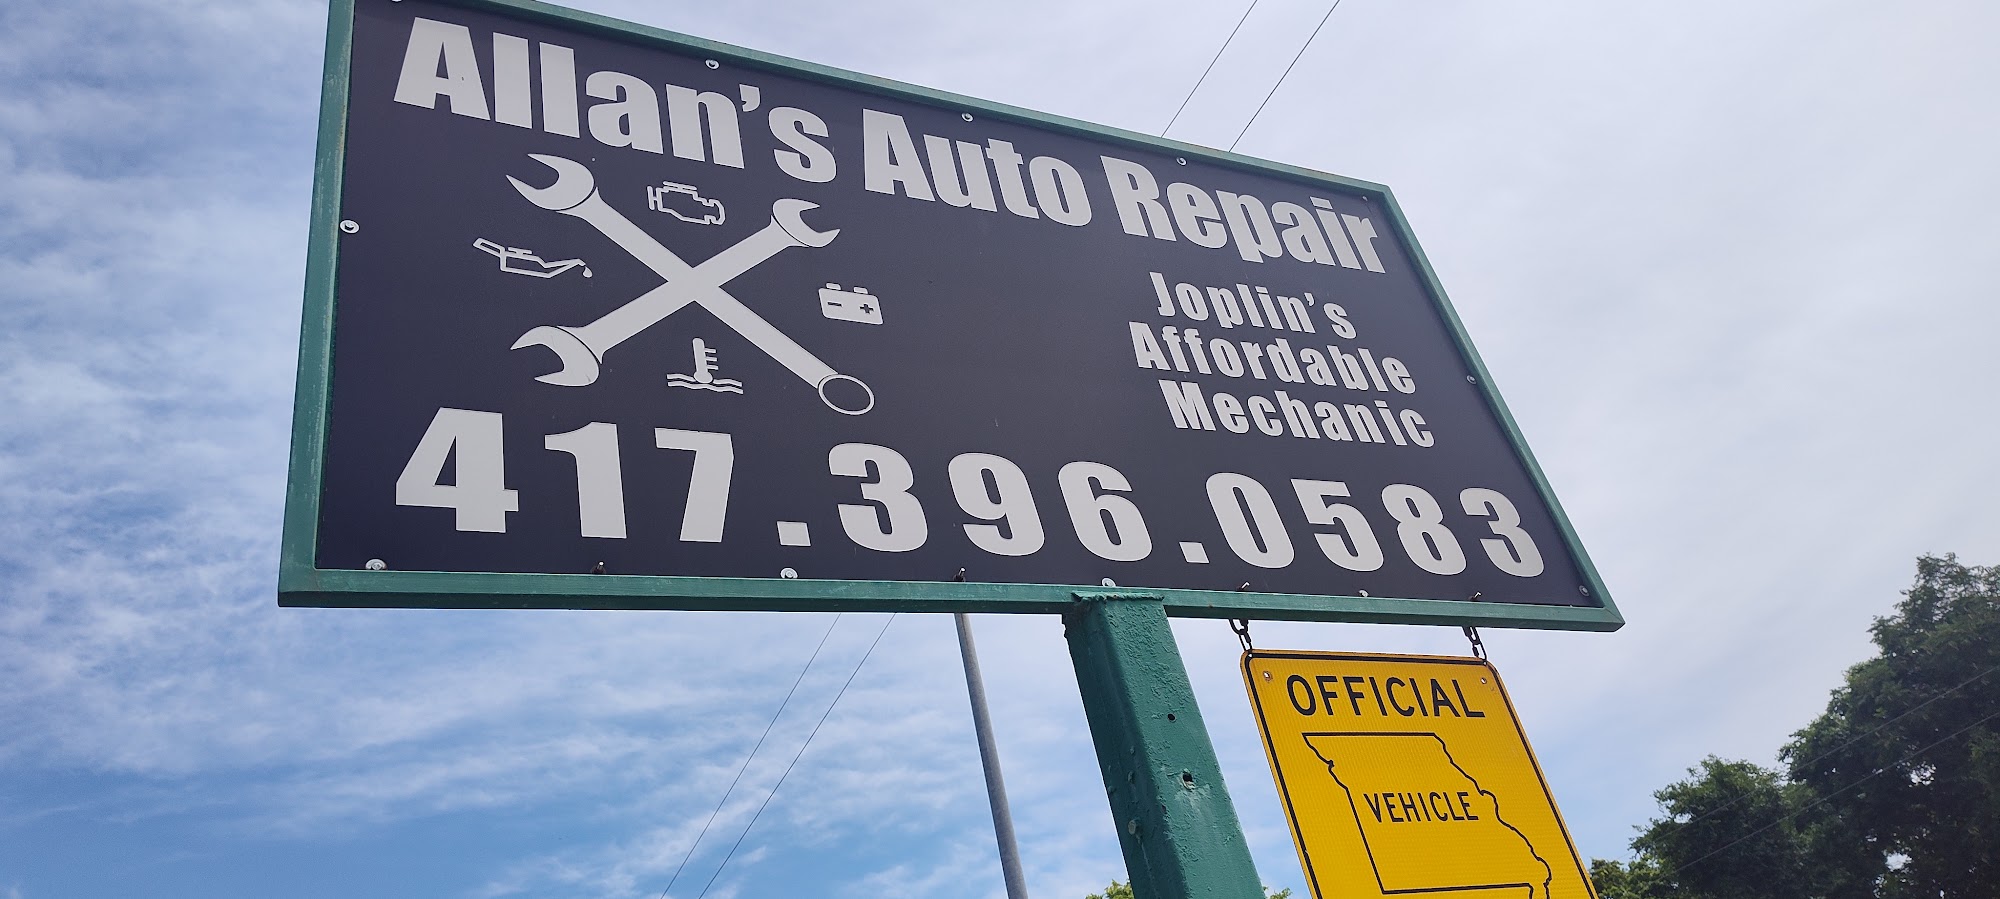 Allan's Auto Repair
Joplin's
Affordable
Mechanic
417.396.0583
OFFICIAL
VEHICLE